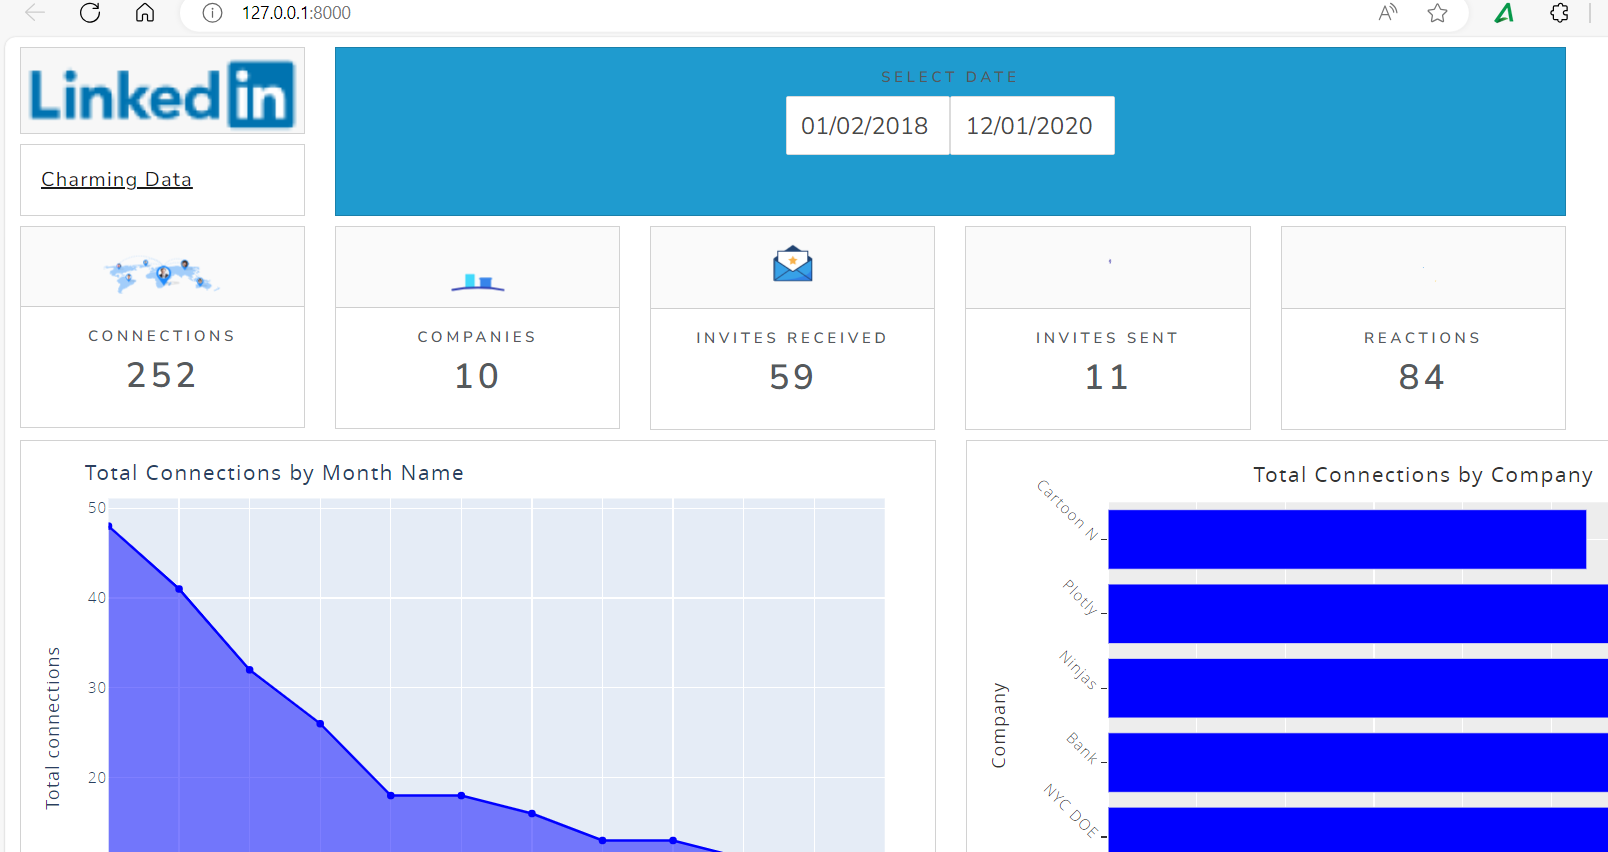 127.0.0.1:8000
Linked in
SELECT DATE
01/02/2018 12/01/2020
Charming Data
CONNECTIONS
252
COMPANIES
10
INVITES RECEIVED
59
INVITES SENT
11
REACTIONS
84
Total Connections by Month Name
50
40
30
20
Total connections
Total Connections by Company
Cartoon N
Plotly
Ninjas
Bank
NYC DOE
Company